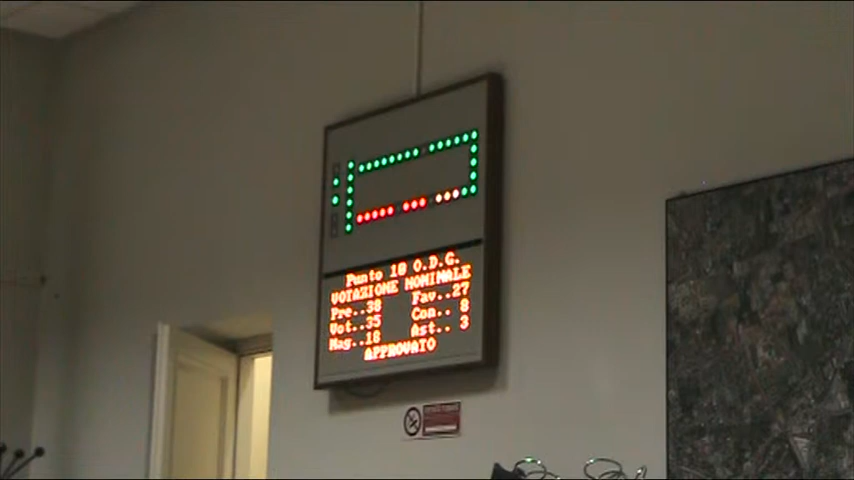 Punto 10 O.D.G.
VOTAZIONE NOMINALE
Pre..38 Fav..27
Vot..35 Con.. 8
Mag..18 Ast.. 3
APPROVATO